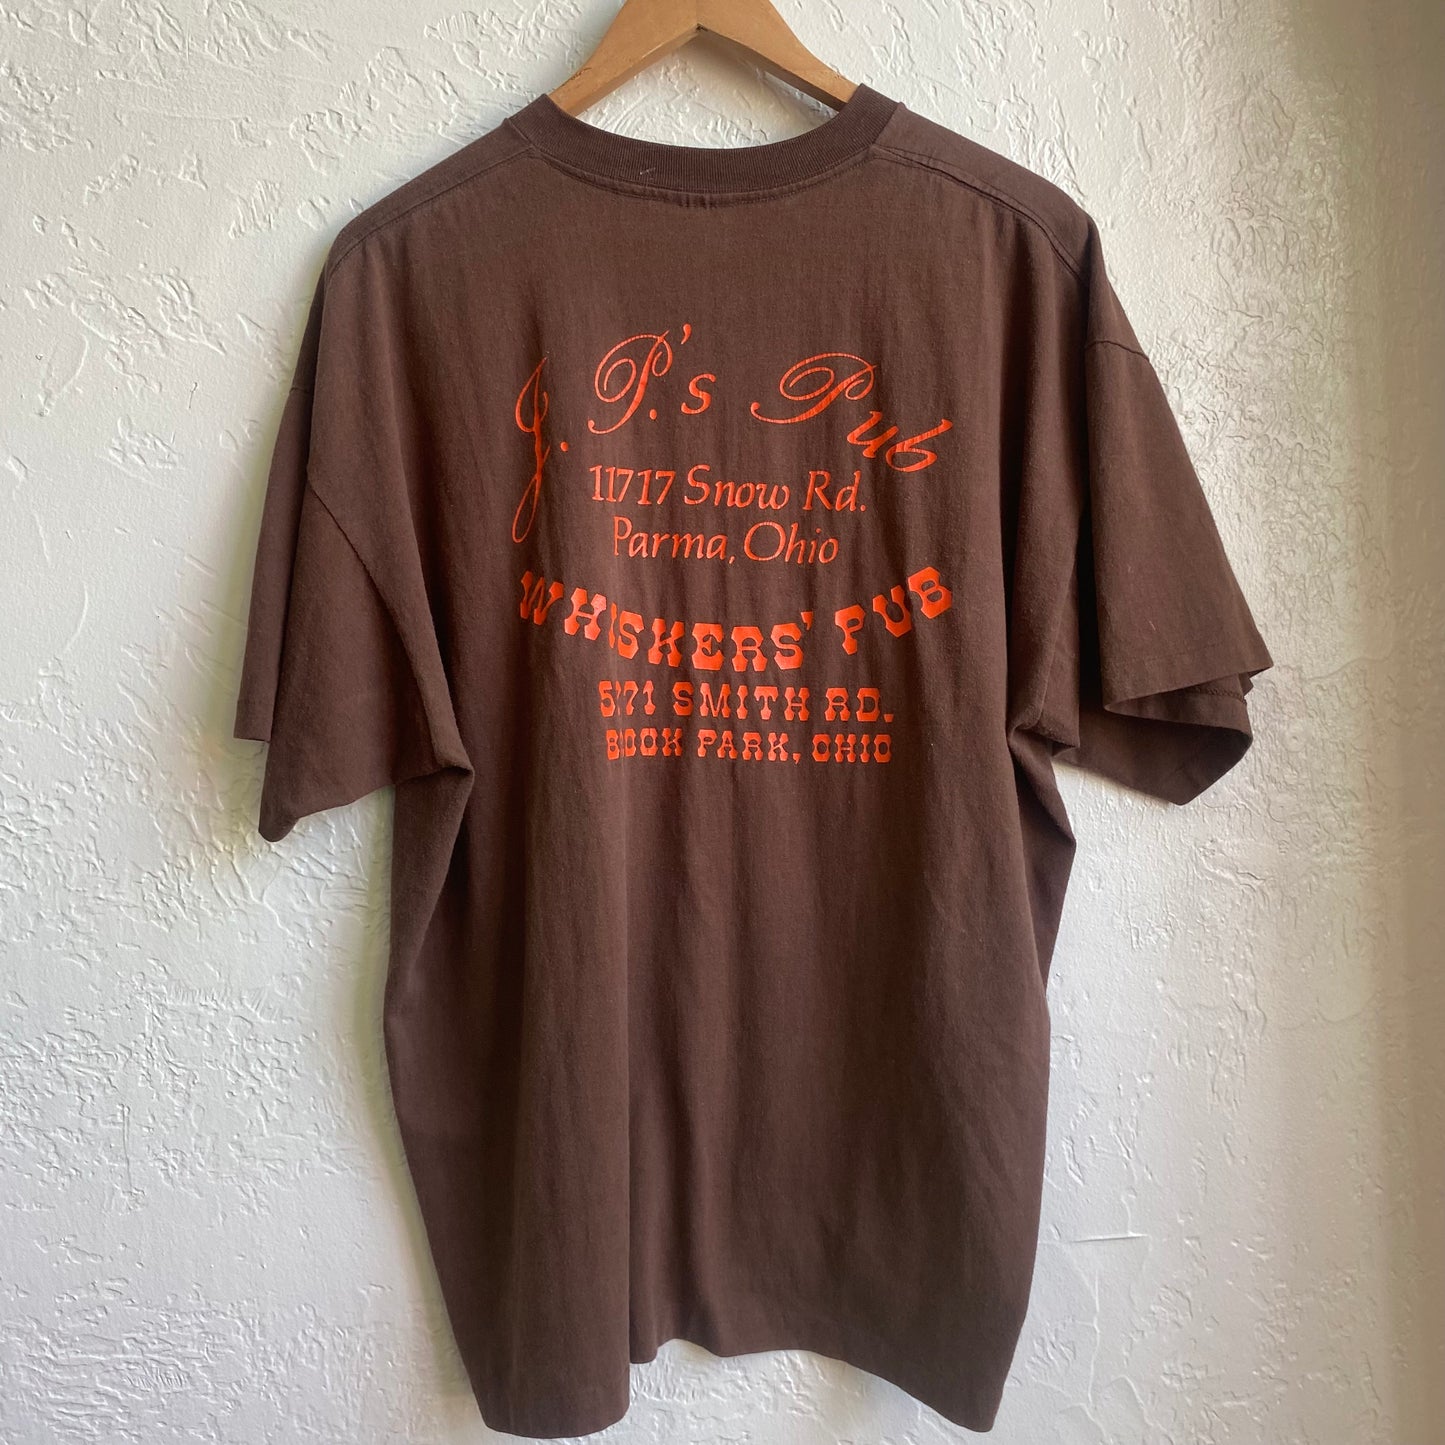 J. P.'s Pub
11717 Snow Rd.
Parma, Ohio
WHISKERS' PUB
SMITH RD.
BROOK PARK, OHIO